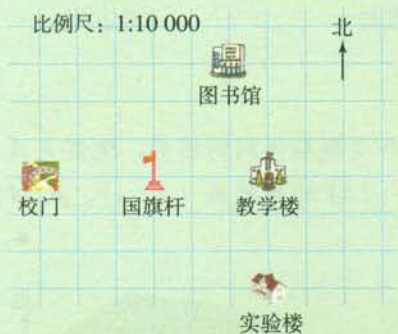 比例尺：1:10 000
北
图书馆
校门
国旗杆
教学楼
实验楼